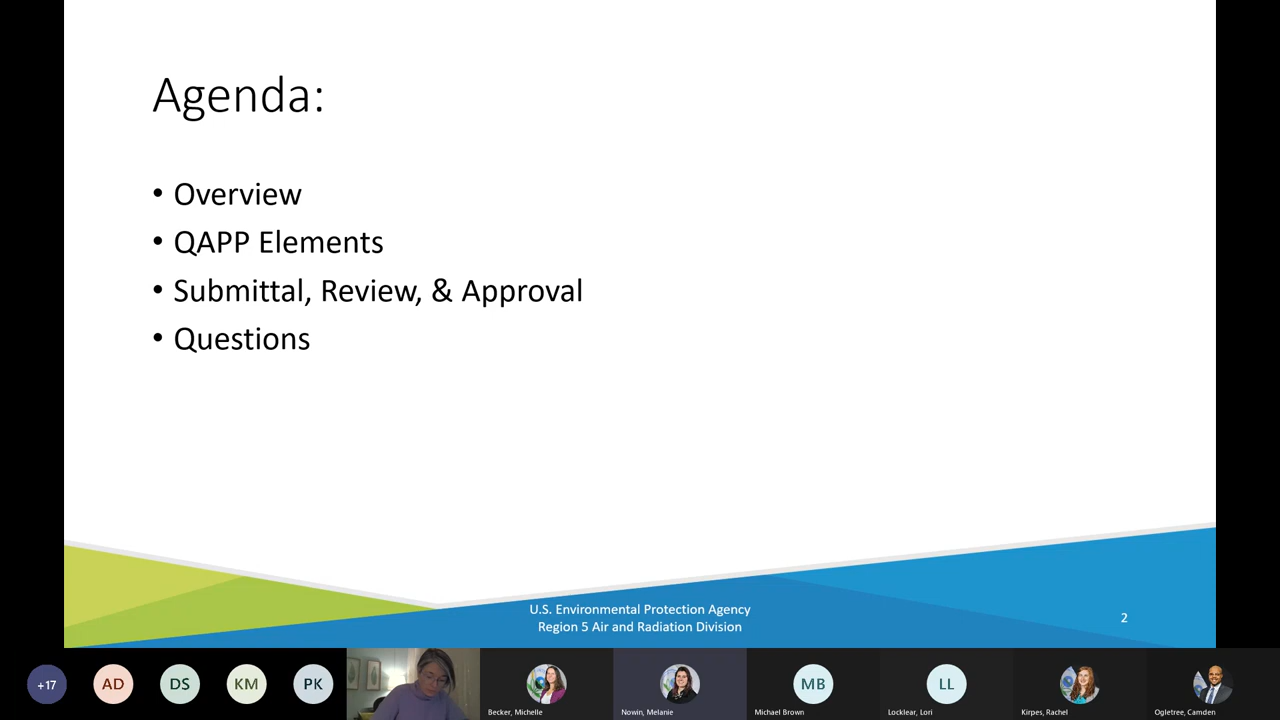 Agenda:
• Overview
• QAPP Elements
• Submittal, Review, & Approval
• Questions
U.S. Environmental Protection Agency
Region 5 Air and Radiation Division
2
+17
AD
DS
KM
PK
MB
LL
Becker, Michelle
Nowin, Melanie
Michael Brown
Locklear, Lori
Kirpes, Rachel
Ogletree, Camden